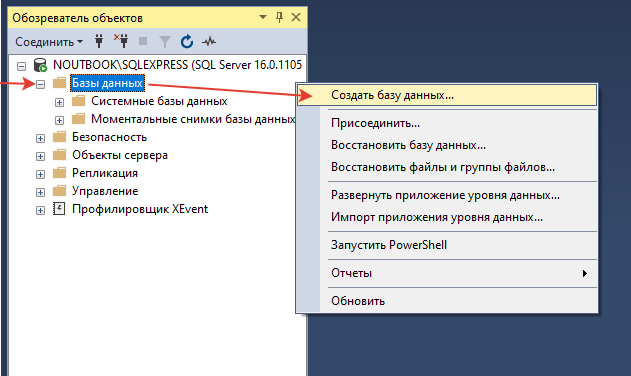 Обозреватель объектов
Соединить
NOUTBOOK\SQLEXPRESS (SQL Server 16.0.1105
Базы данных
Системные базы данных
Моментальные снимки базы данных
Безопасность
Объекты сервера
Репликация
Управление
Профилировщик XEvent
Создать базу данных...
Присоединить...
Восстановить базу данных...
Восстановить файлы и группы файлов...
Развернуть приложение уровня данных...
Импорт приложения уровня данных...
Запустить PowerShell
Отчеты
Обновить